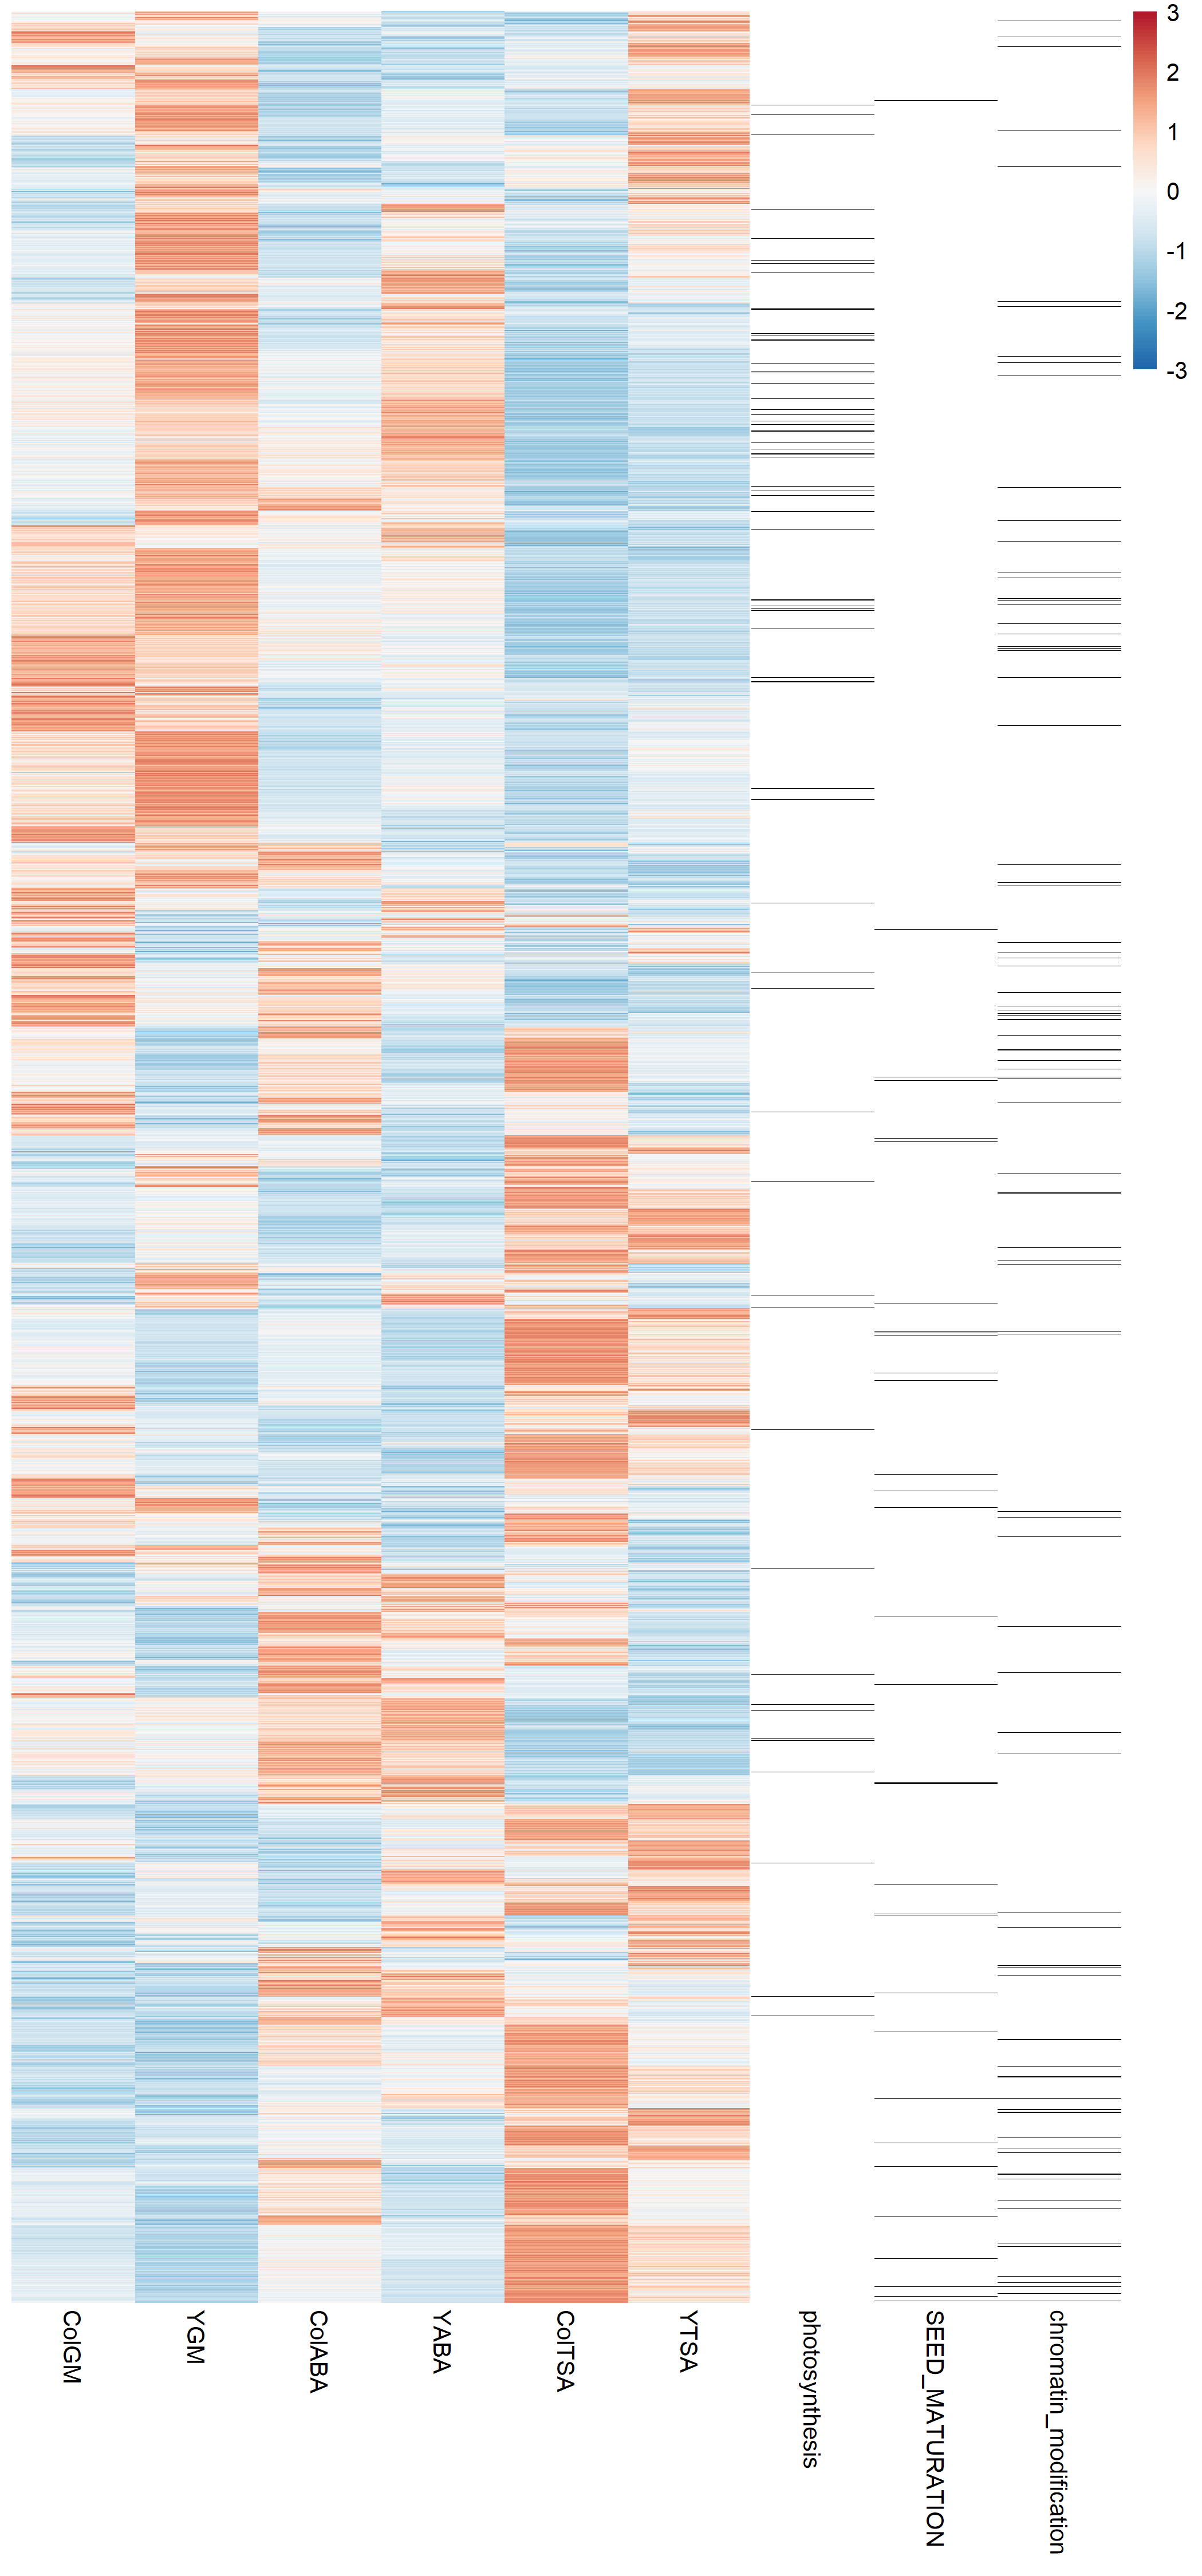 3
2
1
0
-1
-2
-3
ColGM
YGM
ColABA
YABA
ColTSA
YTSA
photosynthesis
SEED_MATURATION
chromatin_modification